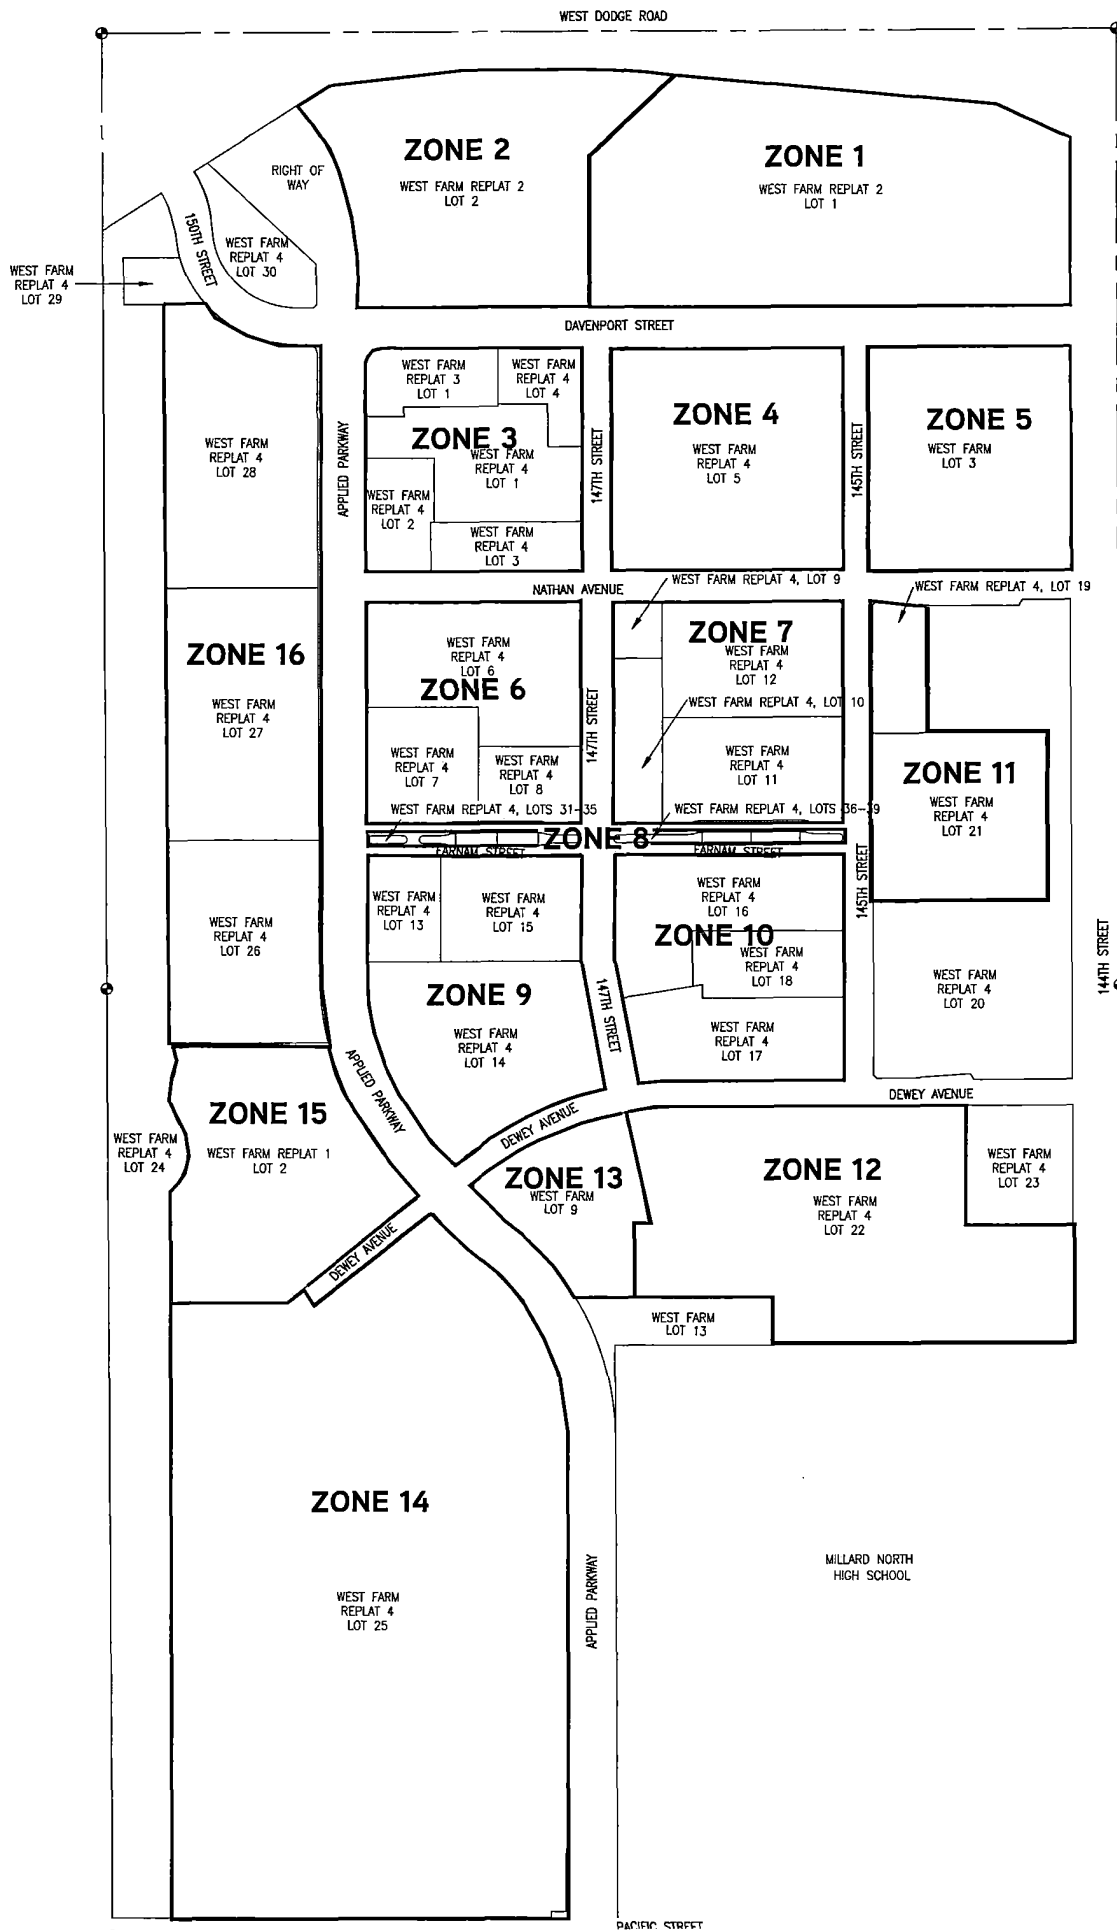 WEST DODGE ROAD
ZONE 2
WEST FARM REPLAT 2
LOT 2
ZONE 1
WEST FARM REPLAT 2
LOT 1
RIGHT OF
WAY
150TH STREET
WEST FARM
REPLAT 4
LOT 30
WEST FARM
REPLAT 4
LOT 29
DAVENPORT STREET
WEST FARM
REPLAT 3
LOT 1
WEST FARM
REPLAT 4
LOT 4
ZONE 3
WEST FARM
REPLAT 4
LOT 1
WEST FARM
REPLAT 4
LOT 2
WEST FARM
REPLAT 4
LOT 3
APPLIED PARKWAY
147TH STREET
ZONE 4
WEST FARM
REPLAT 4
LOT 5
145TH STREET
ZONE 5
WEST FARM
LOT 3
WEST FARM
REPLAT 4
LOT 28
NATHAN AVENUE
WEST FARM REPLAT 4, LOT 9
WEST FARM REPLAT 4, LOT 19
ZONE 16
WEST FARM
REPLAT 4
LOT 27
WEST FARM
REPLAT 4
LOT 6
ZONE 6
WEST FARM
REPLAT 4
LOT 7
WEST FARM
REPLAT 4
LOT 8
147TH STREET
ZONE 7
WEST FARM
REPLAT 4
LOT 12
WEST FARM REPLAT 4, LOT 10
WEST FARM
REPLAT 4
LOT 11
ZONE 11
WEST FARM
REPLAT 4
LOT 21
WEST FARM REPLAT 4, LOTS 31-35
WEST FARM REPLAT 4, LOTS 36-39
ZONE 8
FARNAM STREET
FARNAM STREET
145TH STREET
WEST FARM
REPLAT 4
LOT 26
WEST FARM
REPLAT 4
LOT 13
WEST FARM
REPLAT 4
LOT 15
ZONE 9
WEST FARM
REPLAT 4
LOT 14
147TH STREET
WEST FARM
REPLAT 4
LOT 16
ZONE 10
WEST FARM
REPLAT 4
LOT 18
WEST FARM
REPLAT 4
LOT 17
WEST FARM
REPLAT 4
LOT 20
144TH STREET
APPLIED PARKWAY
DEWEY AVENUE
DEWEY AVENUE
ZONE 15
WEST FARM REPLAT 1
LOT 2
WEST FARM
REPLAT 4
LOT 24
ZONE 13
WEST FARM
LOT 9
ZONE 12
WEST FARM
REPLAT 4
LOT 22
WEST FARM
REPLAT 4
LOT 23
DEWEY AVENUE
WEST FARM
LOT 13
ZONE 14
WEST FARM
REPLAT 4
LOT 25
APPLIED PARKWAY
MILLARD NORTH
HIGH SCHOOL
PACIFIC STREET